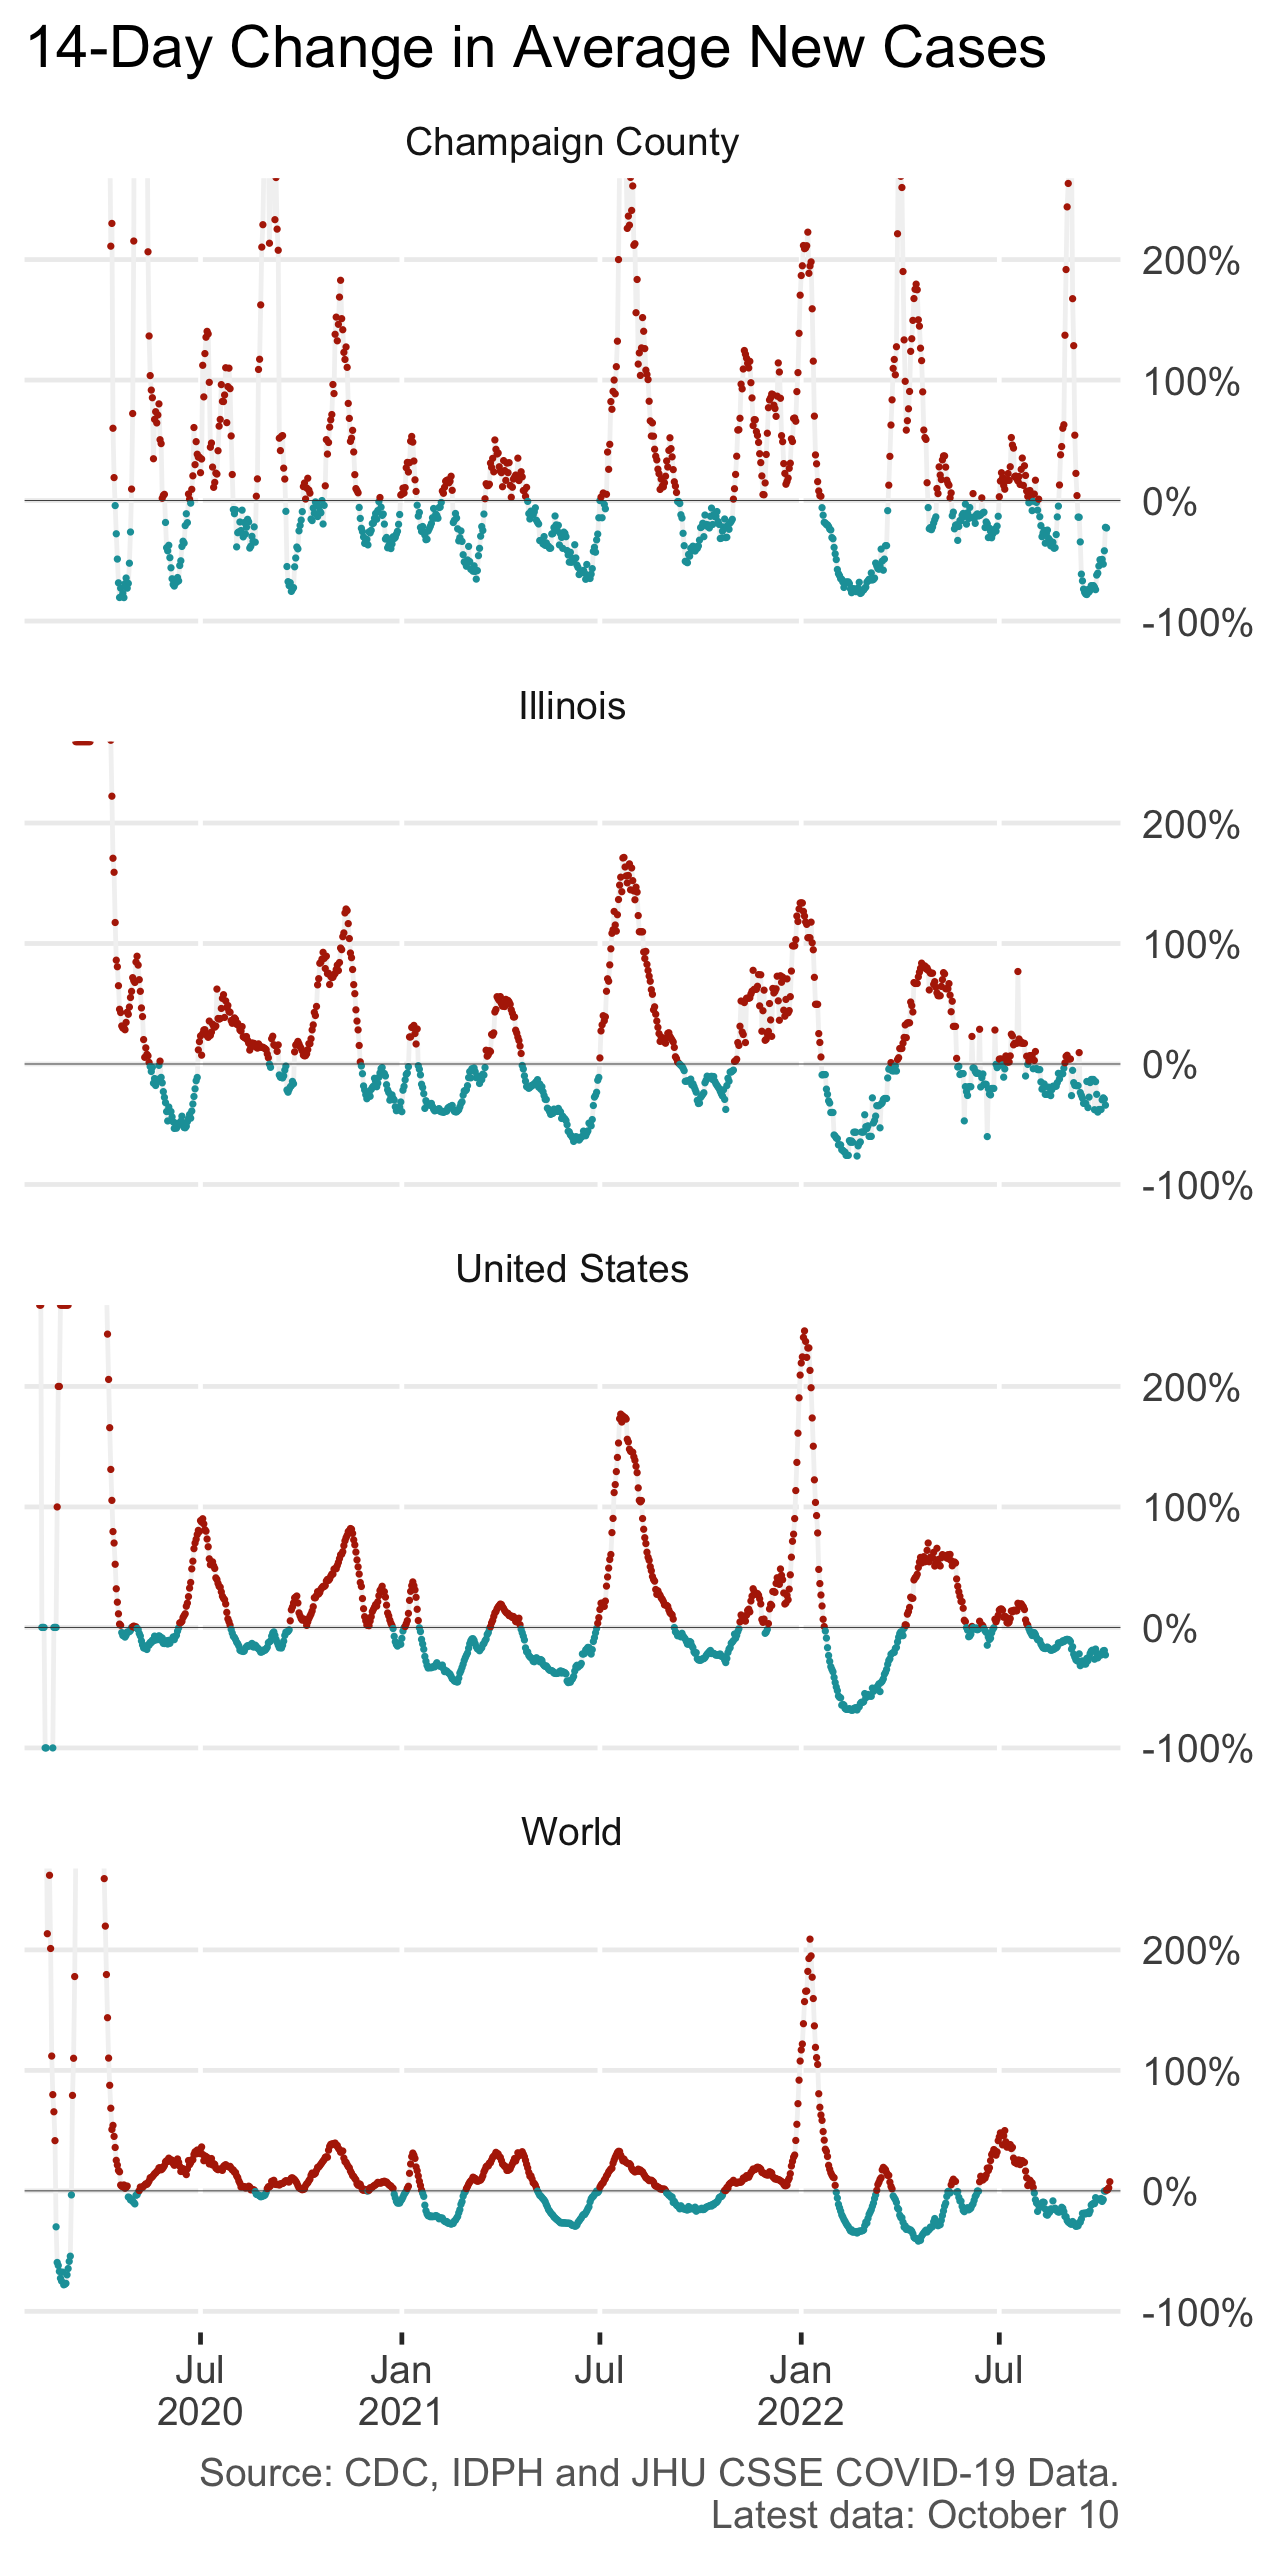 14-Day Change in Average New Cases
Champaign County
200%
100%
0%
-100%
Illinois
200%
100%
0%
-100%
United States
200%
100%
0%
-100%
World
200%
100%
0%
-100%
Jul Jan Jul Jan Jul
2020 2021 2022
Source: CDC, IDPH and JHU CSSE COVID-19 Data.
Latest data: October 10